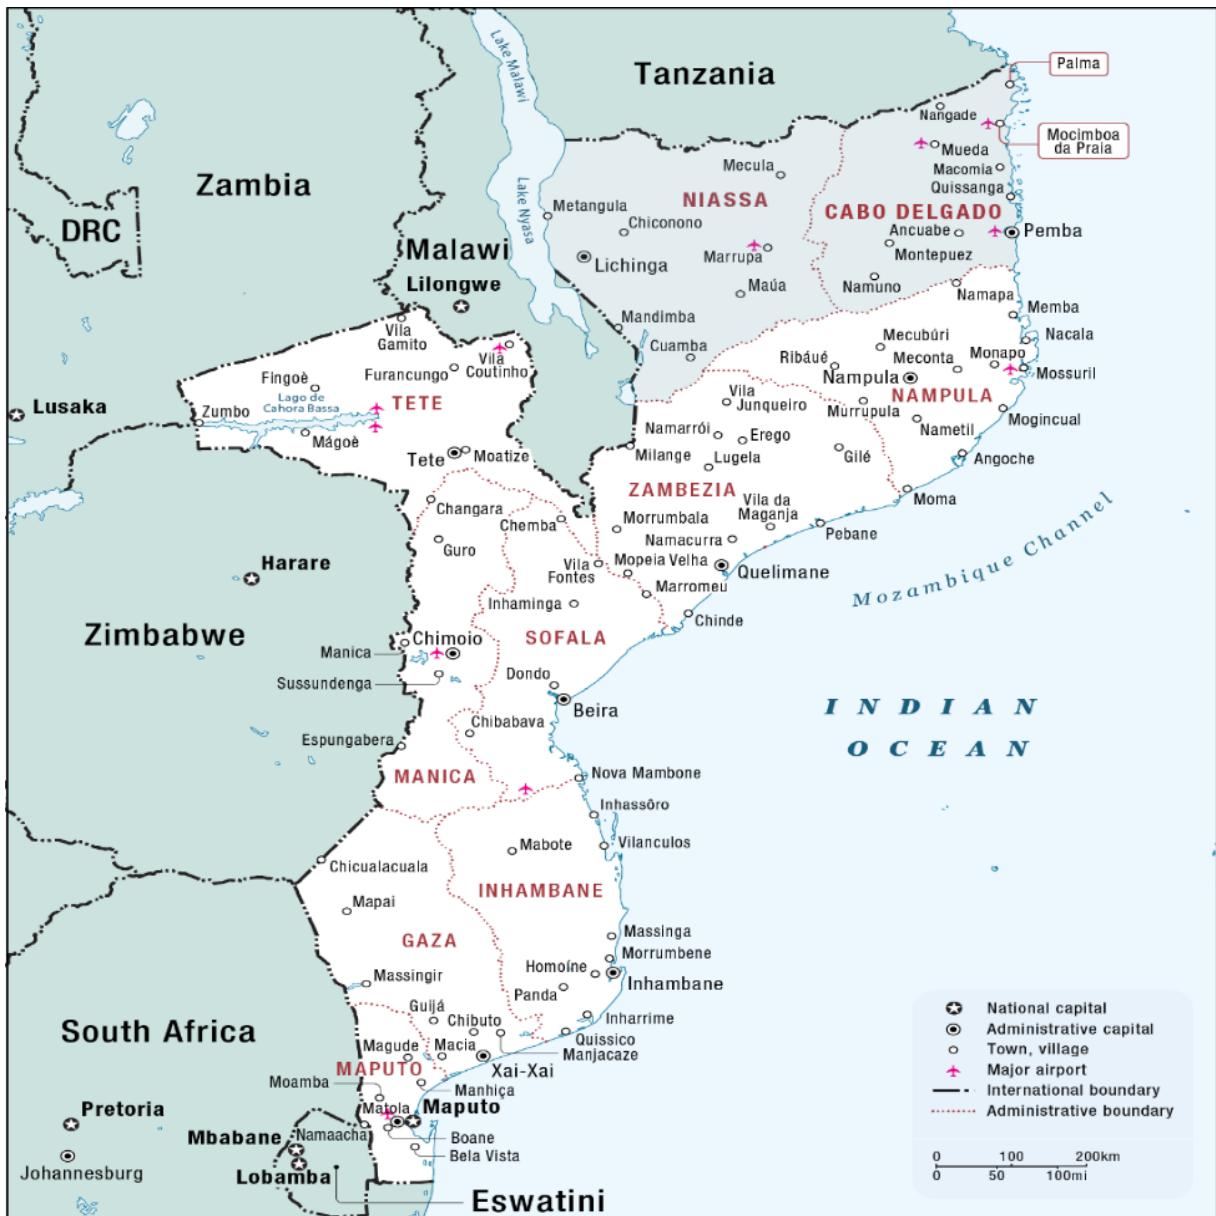 Lake Malawi
Tanzania
Palma
Nangade
Mocimboa
da Praia
Mueda
Mecula
Macomia
Quissanga
Zambia
NIASSA
CABO DELGADO
Lake Nyasa
Metangula
Chiconono
Ancuabe
Pemba
DRC
Malawi
Lichinga
Marrupa
Montepuez
Lilongwe
Maúa
Namuno
Namapa
Memba
Vila
Gamito
Mandimba
Nacala
Cuamba
Mecubúri
Meconta
Monapo
Ribáuè
Vila
Coutinho
Furancungo
Fingoè
Nampula
Mossuril
NAMPULA
Lago de
Cahora Bassa
TETE
Vila
Junqueiro
Murrupula
Mogincual
Lusaka
Zumbo
Mágoè
Nametil
Namarrói
Erego
Tete
Moatize
Milange
Lugela
Gilé
Angoche
ZAMBEZIA
Moma
Changara
Chemba
Morrumbala
Vila da
Maganja
Pebane
Guro
Namacurra
Mozambique Channel
Harare
Vila
Fontes
Mopeia Velha
Quelimane
Inhaminga
Marromeu
Chinde
Zimbabwe
Manica
Chimoio
SOFALA
Sussundenga
Dondo
Beira
INDIAN
OCEAN
Espungabera
Chibabava
MANICA
Nova Mambone
Inhassôro
Mabote
Vilanculos
Chicualacuala
INHAMBANE
Mapai
GAZA
Massinga
Morrumbene
Massingir
Homoíne
Inhambane
Panda
Guijá
Chibuto
Inharrime
South Africa
Magude
Macia
Quissico
Manjacaze
MAPUTO
Xai-Xai
Moamba
Manhiça
Matola
Maputo
Pretoria
Namaacha
Boane
Mbabane
Bela Vista
Johannesburg
Lobamba
Eswatini
National capital
Administrative capital
Town, village
Major airport
International boundary
Administrative boundary
0 100 200km
0 50 100mi